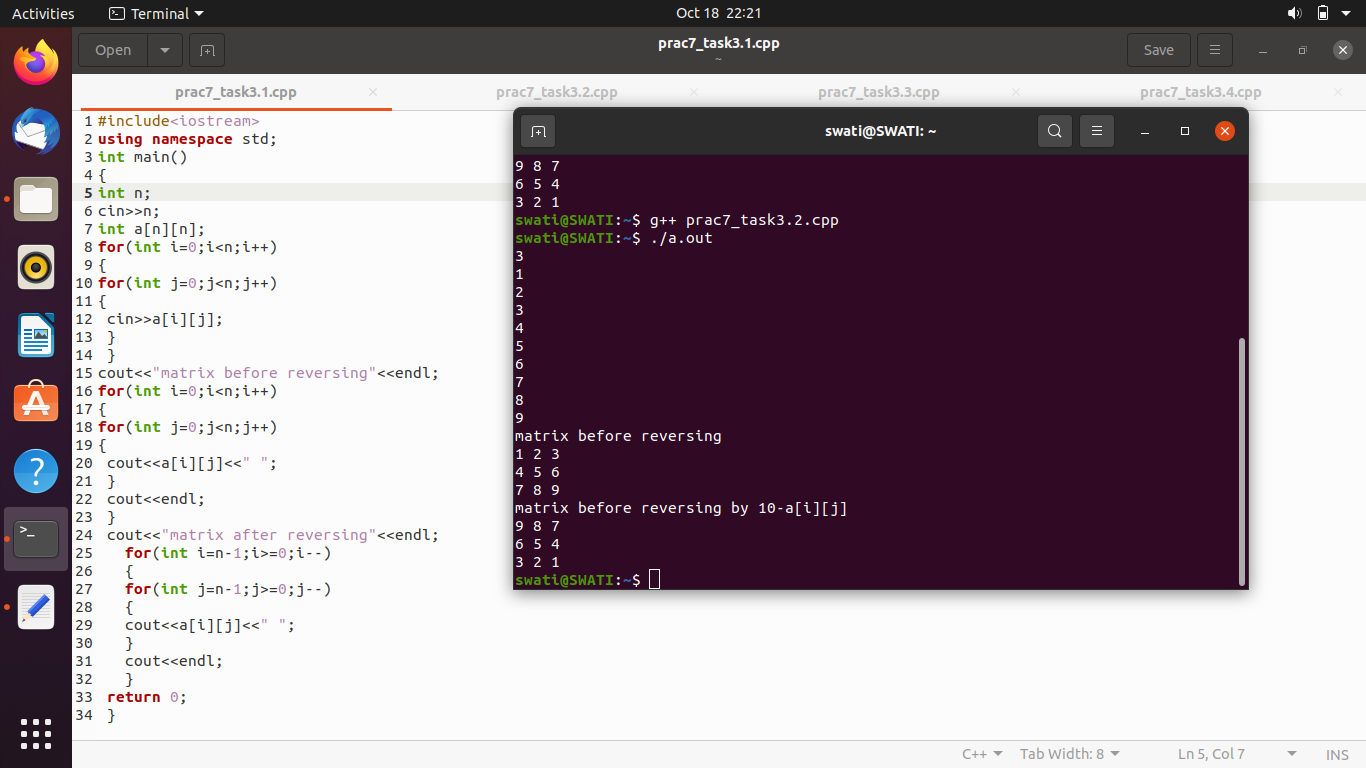 Activities Terminal Oct 18 22:21
Open prac7_task3.1.cpp Save
~
prac7_task3.1.cpp × prac7_task3.2.cpp × prac7_task3.3.cpp × prac7_task3.4.cpp ×
1 #include<iostream>
2 using namespace std;
3 int main()
4 {
5 int n;
6 cin>>n;
7 int a[n][n];
8 for(int i=0;i<n;i++)
9 {
10 for(int j=0;j<n;j++)
11 {
12  cin>>a[i][j];
13  }
14  }
15 cout<<"matrix before reversing"<<endl;
16 for(int i=0;i<n;i++)
17 {
18 for(int j=0;j<n;j++)
19 {
20  cout<<a[i][j]<<" ";
21  }
22  cout<<endl;
23  }
24  cout<<"matrix after reversing"<<endl;
25    for(int i=n-1;i>=0;i--)
26    {
27    for(int j=n-1;j>=0;j--)
28    {
29    cout<<a[i][j]<<" ";
30    }
31    cout<<endl;
32    }
33  return 0;
34  }
swati@SWATI: ~
9 8 7
6 5 4
3 2 1
swati@SWATI:~$ g++ prac7_task3.2.cpp
swati@SWATI:~$ ./a.out
3
1
2
3
4
5
6
7
8
9
matrix before reversing
1 2 3
4 5 6
7 8 9
matrix before reversing by 10-a[i][j]
9 8 7
6 5 4
3 2 1
swati@SWATI:~$
C++ Tab Width: 8 Ln 5, Col 7 INS